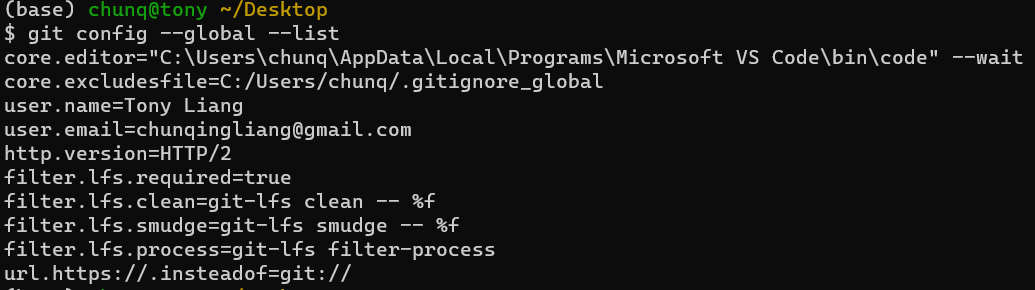 (base) chunq@tony ~/Desktop
$ git config --global --list
core.editor="C:\Users\chunq\AppData\Local\Programs\Microsoft VS Code\bin\code" --wait
core.excludesfile=C:/Users/chunq/.gitignore_global
user.name=Tony Liang
user.email=chunqingliang@gmail.com
http.version=HTTP/2
filter.lfs.required=true
filter.lfs.clean=git-lfs clean -- %f
filter.lfs.smudge=git-lfs smudge -- %f
filter.lfs.process=git-lfs filter-process
url.https://.insteadof=git://